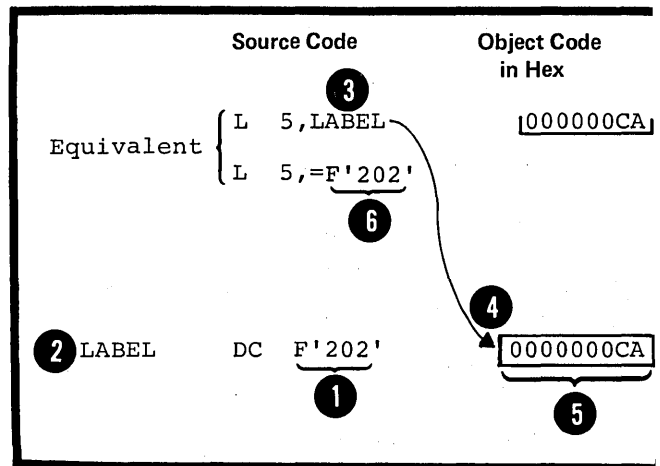 Source Code Object Code
in Hex
3
L 5,LABEL 000000CA
Equivalent
L 5,=F'202'
6
4
2 LABEL DC F'202' 0000000CA
1 5